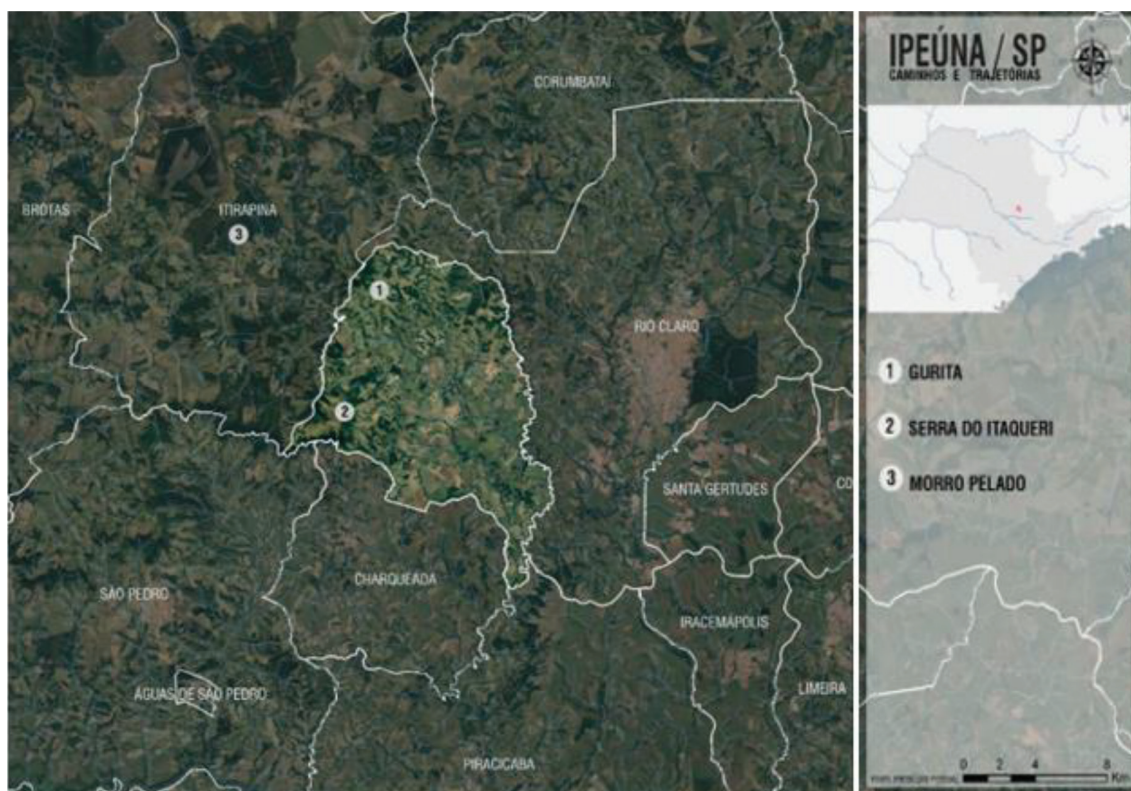 CORUMBATAÍ
BROTAS
ITIRAPINA
3
1
RIO CLARO
2
SANTA GERTUDES
CO
CHARQUEADA
SÃO PEDRO
IRACEMÁPOLIS
ÁGUAS DE SÃO PEDRO
LIMEIRA
PIRACICABA
IPEÚNA / SP
CAMINHOS E TRAJETÓRIAS
1 GURITA
2 SERRA DO ITAQUERI
3 MORRO PELADO
0 2 4 8
Km